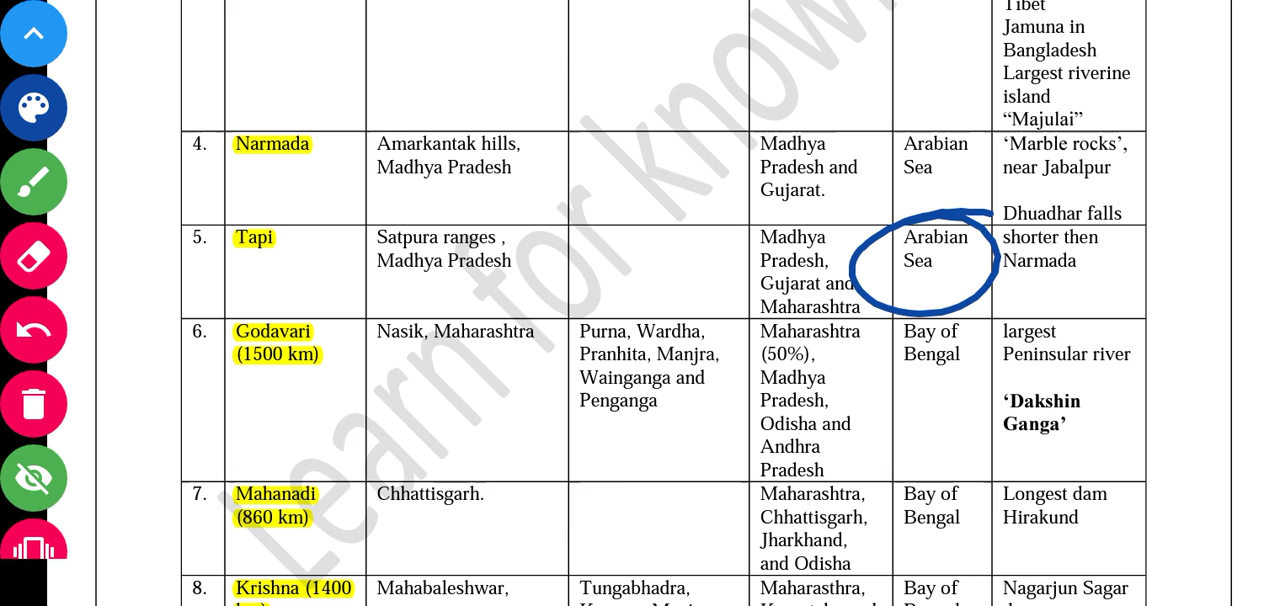 Tibet
Jamuna in
Bangladesh
Largest riverine
island
“Majulai”
4.
Narmada
Amarkantak hills,
Madhya Pradesh
Madhya
Pradesh and
Gujarat.
Arabian
Sea
‘Marble rocks’,
near Jabalpur
Dhuadhar falls
5.
Tapi
Satpura ranges ,
Madhya Pradesh
Madhya
Pradesh,
Gujarat and
Maharashtra
Arabian
Sea
shorter then
Narmada
6.
Godavari
(1500 km)
Nasik, Maharashtra
Purna, Wardha,
Pranhita, Manjra,
Wainganga and
Penganga
Maharashtra
(50%),
Madhya
Pradesh,
Odisha and
Andhra
Pradesh
Bay of
Bengal
largest
Peninsular river
‘Dakshin
Ganga’
7.
Mahanadi
(860 km)
Chhattisgarh.
Maharashtra,
Chhattisgarh,
Jharkhand,
and Odisha
Bay of
Bengal
Longest dam
Hirakund
8.
Krishna (1400
Mahabaleshwar,
Tungabhadra,
Maharasthra,
Bay of
Nagarjun Sagar
Learn for know